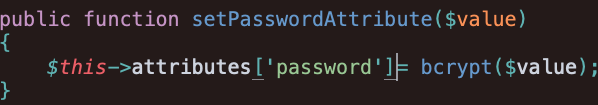 public function setPasswordAttribute($value)
{
    $this->attributes['password']= bcrypt($value);
}